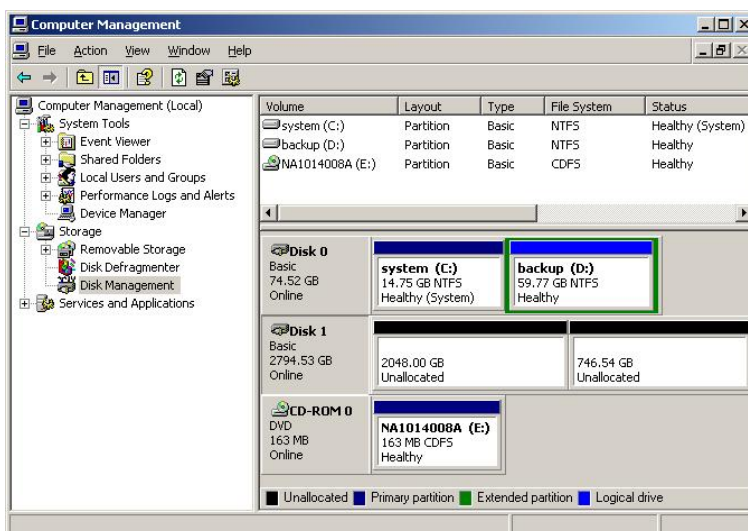 Computer Management
File Action View Window Help
Computer Management (Local)
System Tools
Event Viewer
Shared Folders
Local Users and Groups
Performance Logs and Alerts
Device Manager
Storage
Removable Storage
Disk Defragmenter
Disk Management
Services and Applications
Volume Layout Type File System Status
system (C:) Partition Basic NTFS Healthy (System)
backup (D:) Partition Basic NTFS Healthy
NA1014008A (E:) Partition Basic CDFS Healthy
Disk 0
Basic
74.52 GB
Online
system (C:)
14.75 GB NTFS
Healthy (System)
backup (D:)
59.77 GB NTFS
Healthy
Disk 1
Basic
2794.53 GB
Online
2048.00 GB
Unallocated
746.54 GB
Unallocated
CD-ROM 0
DVD
163 MB
Online
NA1014008A (E:)
163 MB CDFS
Healthy
Unallocated Primary partition Extended partition Logical drive